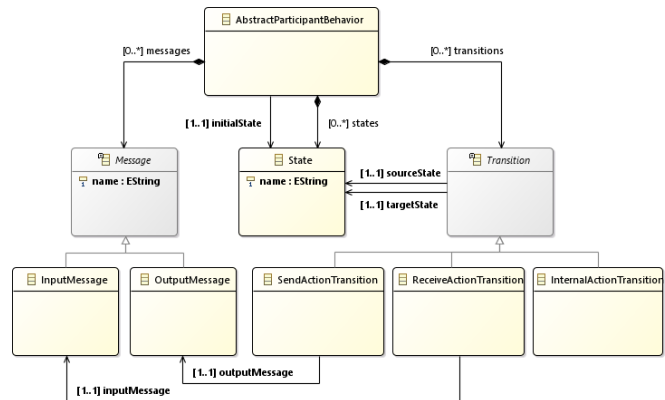 AbstractParticipantBehavior
[0..*] messages
[0..*] transitions
[1..1] initialState
[0..*] states
Message
name : EString
State
name : EString
[1..1] sourceState
[1..1] targetState
Transition
InputMessage
OutputMessage
SendActionTransition
ReceiveActionTransition
InternalActionTransition
[1..1] outputMessage
[1..1] inputMessage